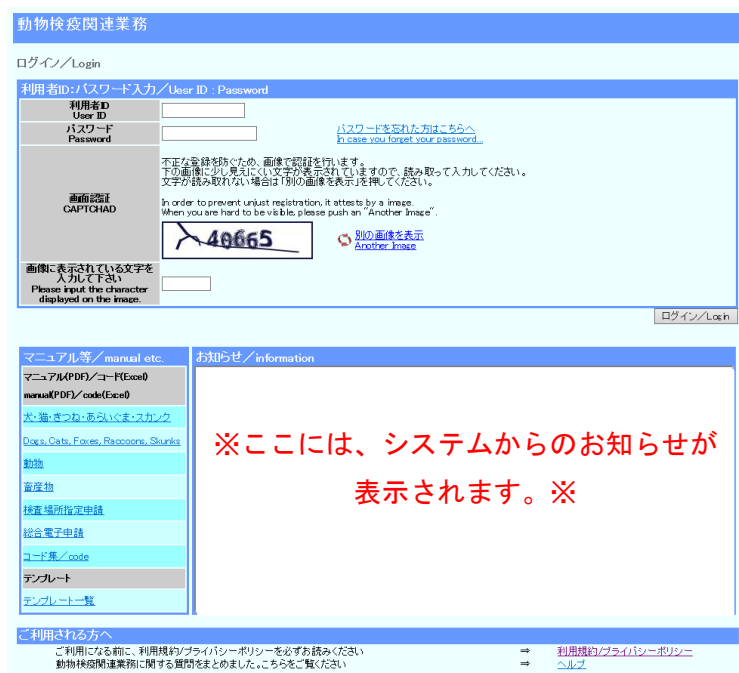 動物検疫関連業務
ログイン／Login
利用者ID:パスワード入力／Uesr ID : Password
利用者ID
User ID
パスワード
Password
パスワードを忘れた方はこちらへ
In case you forget your password...
画面認証
CAPTCHAD
不正な登録を防ぐため、画像で認証を行います。
下の画像に少し見えにくい文字が表示されていますので、読み取って入力してください。
文字が読み取れない場合は「別の画像を表示」を押してください。
In order to prevent unjust registration, it attests by a image.
When you are hard to be visible, please push an "Another Image".
40665
別の画像を表示
Another Image
画像に表示されている文字を
入力して下さい
Please input the character
displayed on the image.
ログイン／Login
マニュアル等／manual etc.
マニュアル(PDF)／コード(Excel)
manual(PDF)／code(Excel)
犬・猫・きつね・あらいぐま・スカンク
Dogs, Cats, Foxes, Raccoons, Skunks
動物
畜産物
検査場所指定申請
総合電子申請
コード集／code
テンプレート
テンプレート一覧
お知らせ／information
※ここには、システムからのお知らせが
表示されます。※
ご利用される方へ
ご利用になる前に、利用規約/プライバシーポリシーを必ずお読みください ⇒ 利用規約/プライバシーポリシー
動物検疫関連業務に関する質問をまとめました。こちらをご覧ください ⇒ ヘルプ